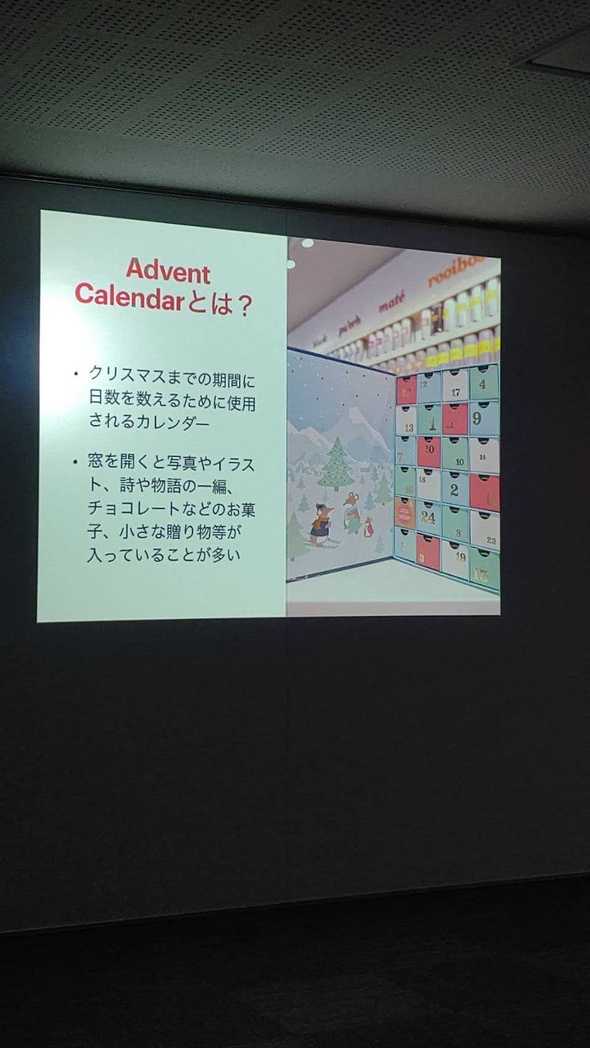 Advent
Calendarとは？
• クリスマスまでの期間に
日数を数えるために使用
されるカレンダー
• 窓を開くと写真やイラス
ト、詩や物語の一編、
チョコレートなどのお菓
子、小さな贈り物等が
入っていることが多い
maté
rooibos
12
17
4
13
9
7
20
10
18
2
24
3
23
3
19